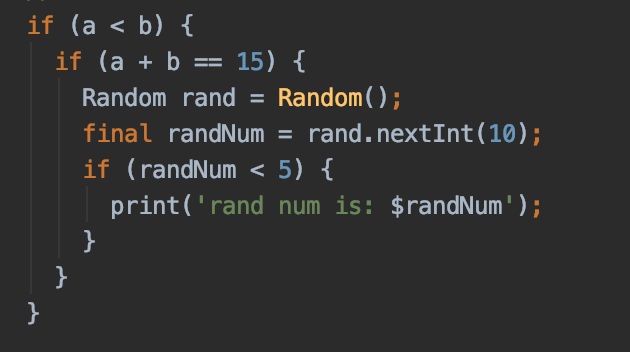 if (a < b) {
if (a + b == 15) {
Random rand = Random();
final randNum = rand.nextInt(10);
if (randNum < 5) {
print('rand num is: $randNum');
}
}
}